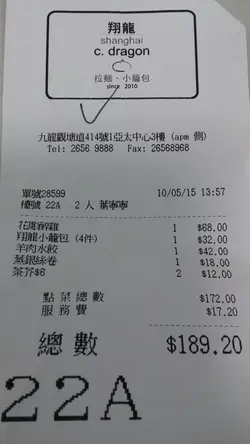 翔龍
shanghai
c. dragon
拉麵・小籠包
since 2010
九龍觀塘道414號1亞太中心3樓 (apm 側)
Tel: 2656 9888 Fax: 26568968
單號28599 10/05/15 13:57
檯號 22A 2 人 葉寧寧
花雕醉雞 1 $68.00
翔龍小籠包 (4件) 1 $32.00
羊肉水餃 1 $42.00
蒸銀絲卷 1 $18.00
茶芥$6 2 $12.00
點菜總數 $172.00
服務費 $17.20
總數 $189.20
22A